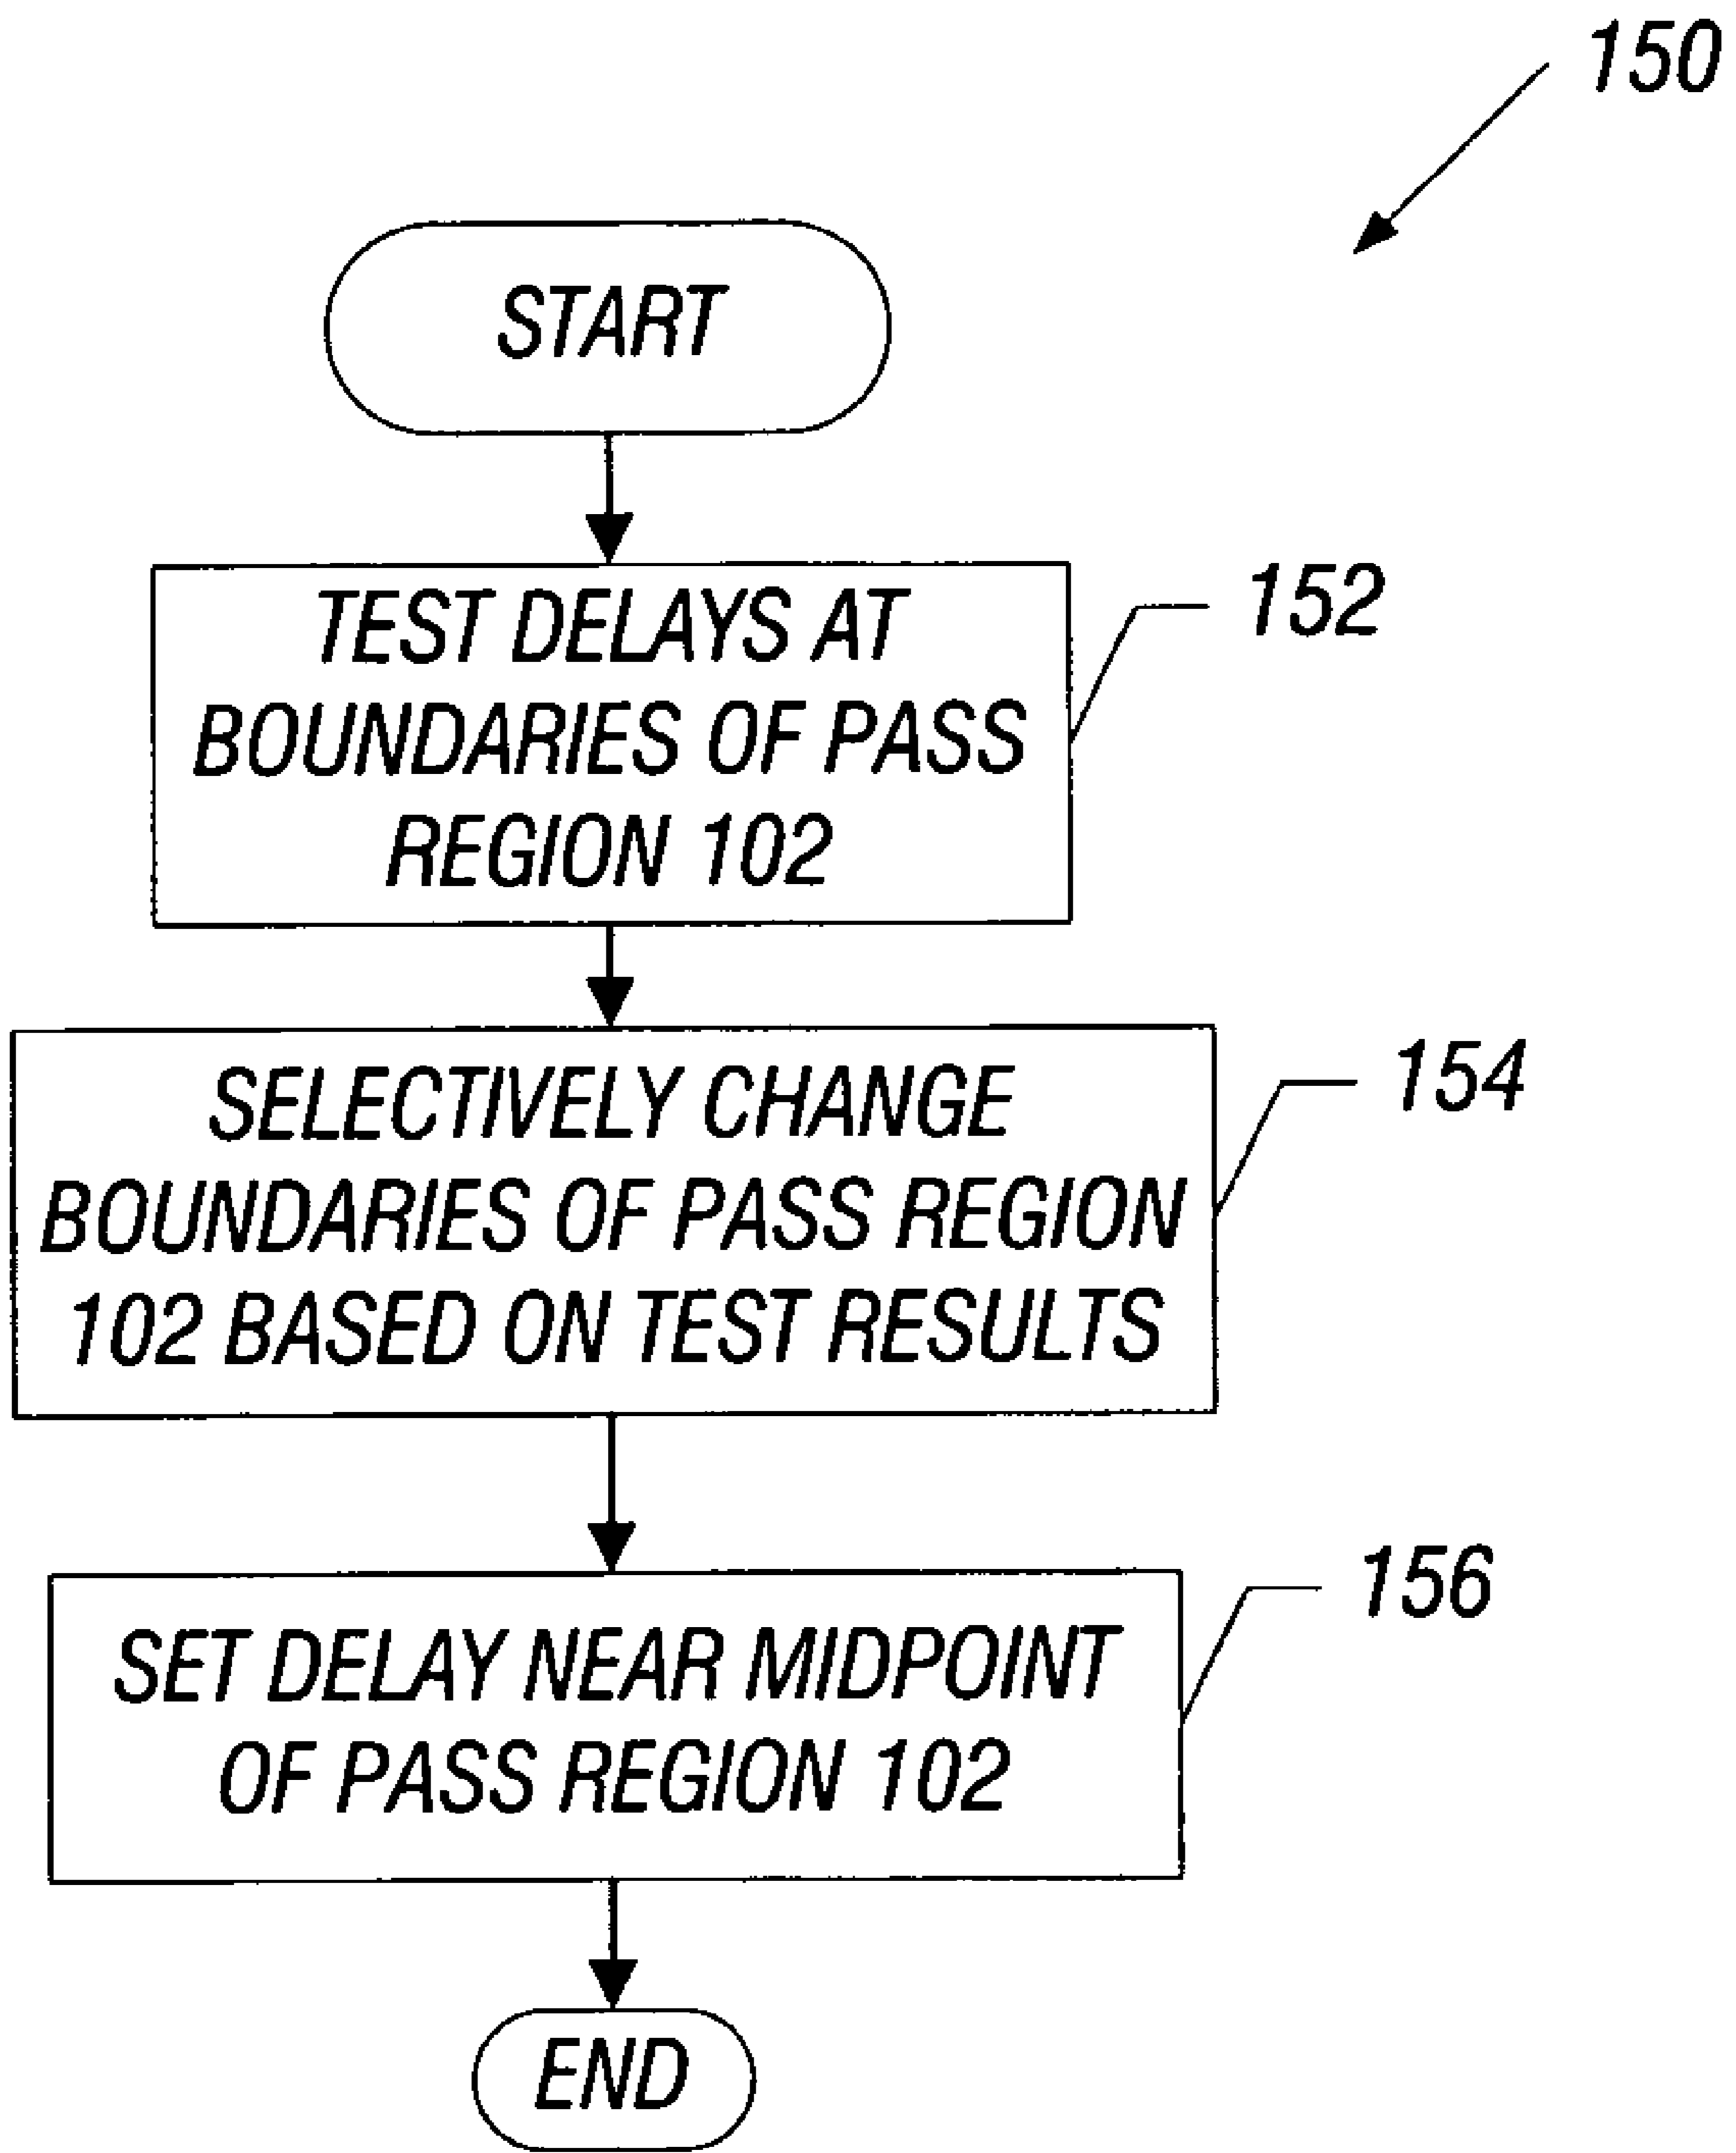 150
START
TEST DELAYS AT
BOUNDARIES OF PASS
REGION 102
152
SELECTIVELY CHANGE
BOUNDARIES OF PASS REGION
102 BASED ON TEST RESULTS
154
SET DELAY NEAR MIDPOINT
OF PASS REGION 102
156
END